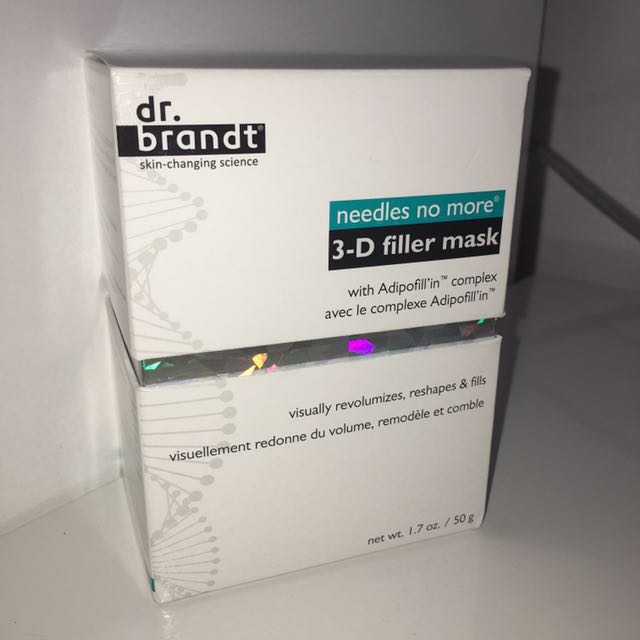 dr.
brandt®
skin-changing science
needles no more®
3-D filler mask
with Adipofill'in™ complex
avec le complexe Adipofill'in™
visually revolumizes, reshapes & fills
visuellement redonne du volume, remodèle et comble
net wt. 1.7 oz. / 50 g